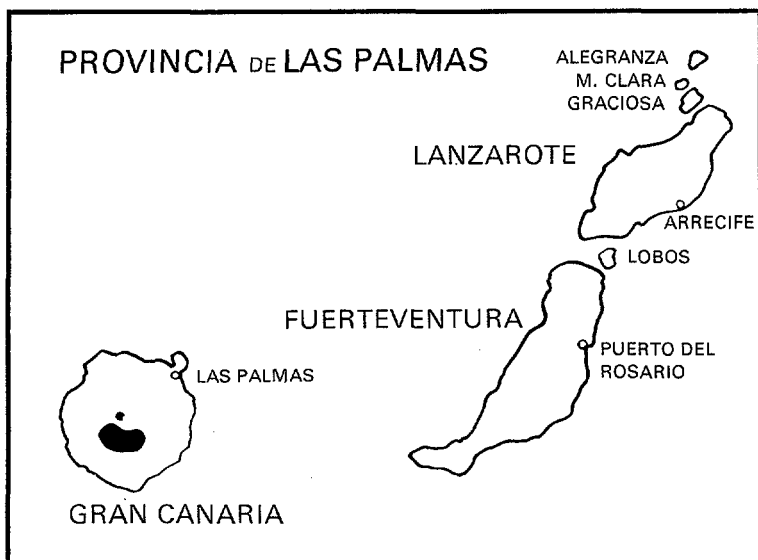 PROVINCIA DE LAS PALMAS
ALEGRANZA
M. CLARA
GRACIOSA
LANZAROTE
ARRECIFE
LOBOS
FUERTEVENTURA
PUERTO DEL
ROSARIO
LAS PALMAS
GRAN CANARIA